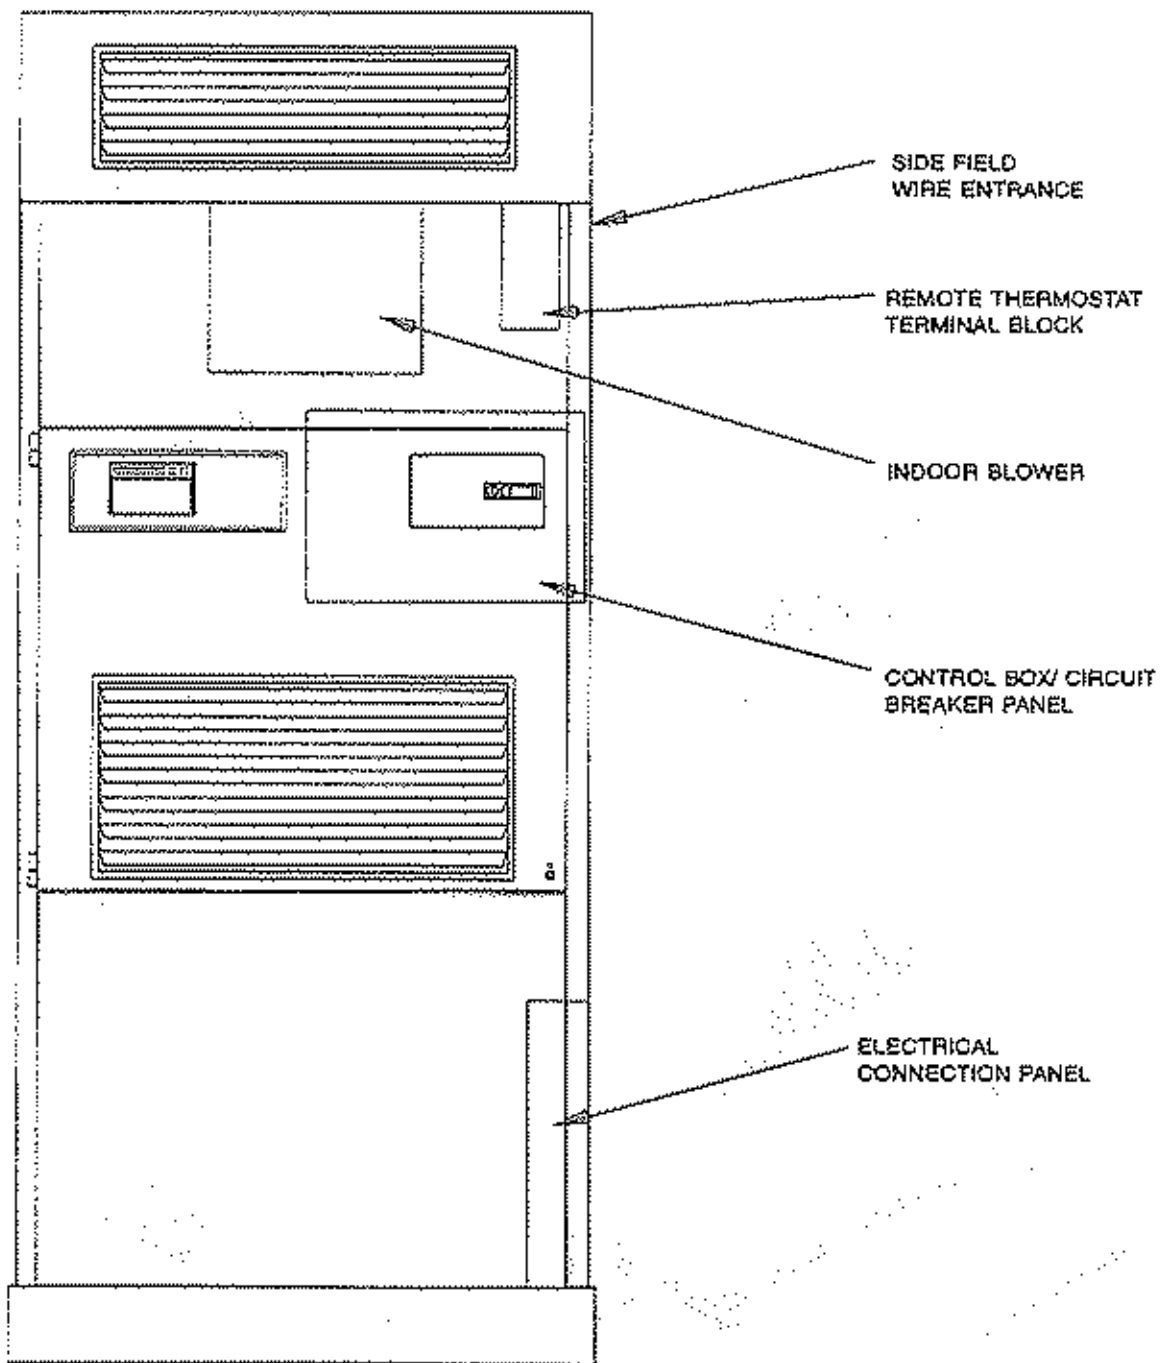 SIDE FIELD
WIRE ENTRANCE
REMOTE THERMOSTAT
TERMINAL BLOCK
INDOOR BLOWER
CONTROL BOX/ CIRCUIT
BREAKER PANEL
ELECTRICAL
CONNECTION PANEL